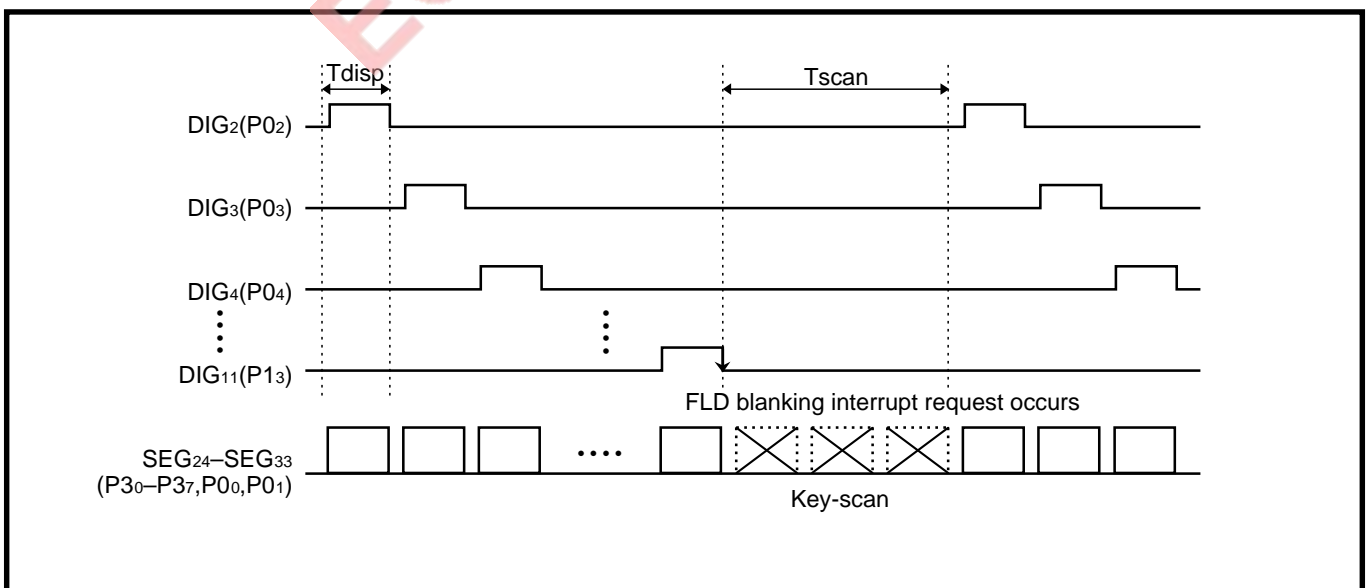 Tdisp
Tscan
DIG2(P02)
DIG3(P03)
DIG4(P04)
DIG11(P13)
FLD blanking interrupt request occurs
SEG24–SEG33
(P30–P37,P00,P01)
Key-scan